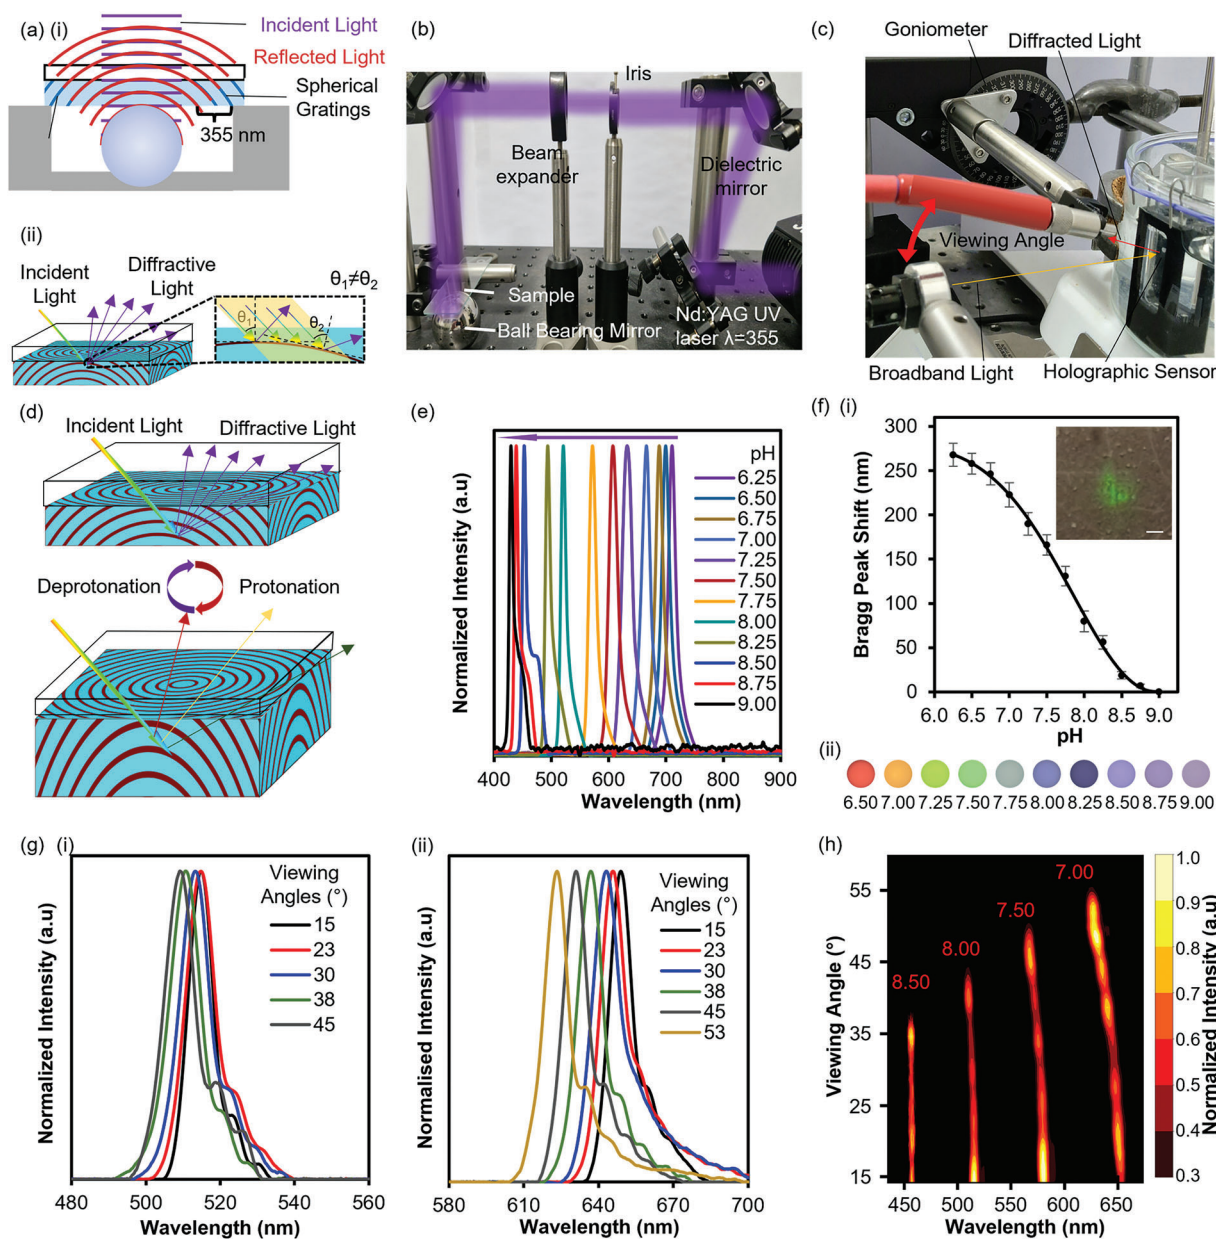 (a) (i)
Incident Light
Reflected Light
Spherical
Gratings
355 nm
(ii)
Incident
Light
Diffractive
Light
θ1≠θ2
θ1
θ2
(b)
Iris
Beam
expander
Dielectric
mirror
Sample
Ball Bearing Mirror
Nd:YAG UV
laser λ=355
(c)
Goniometer
Diffracted Light
Viewing Angle
Broadband Light
Holographic Sensor
(d)
Incident Light
Diffractive Light
Deprotonation
Protonation
(e)
Normalized Intensity (a.u)
pH
6.25
6.50
6.75
7.00
7.25
7.50
7.75
8.00
8.25
8.50
8.75
9.00
400 500 600 700 800 900
Wavelength (nm)
(f) (i)
Bragg Peak Shift (nm)
300
250
200
150
100
50
0
6.0 6.5 7.0 7.5 8.0 8.5 9.0
pH
(ii)
6.50 7.00 7.25 7.50 7.75 8.00 8.25 8.50 8.75 9.00
(g) (i)
Normalized Intensity (a.u)
Viewing
Angles (°)
15
23
30
38
45
480 500 520 540 560
Wavelength (nm)
(ii)
Normalised Intensity (a.u)
Viewing
Angles (°)
15
23
30
38
45
53
580 610 640 670 700
Wavelength (nm)
(h)
Viewing Angle (°)
55
45
35
25
15
8.50
8.00
7.50
7.00
450 500 550 600 650
Wavelength (nm)
1.0
0.9
0.8
0.7
0.6
0.5
0.4
0.3
Normalized Intensity (a.u)